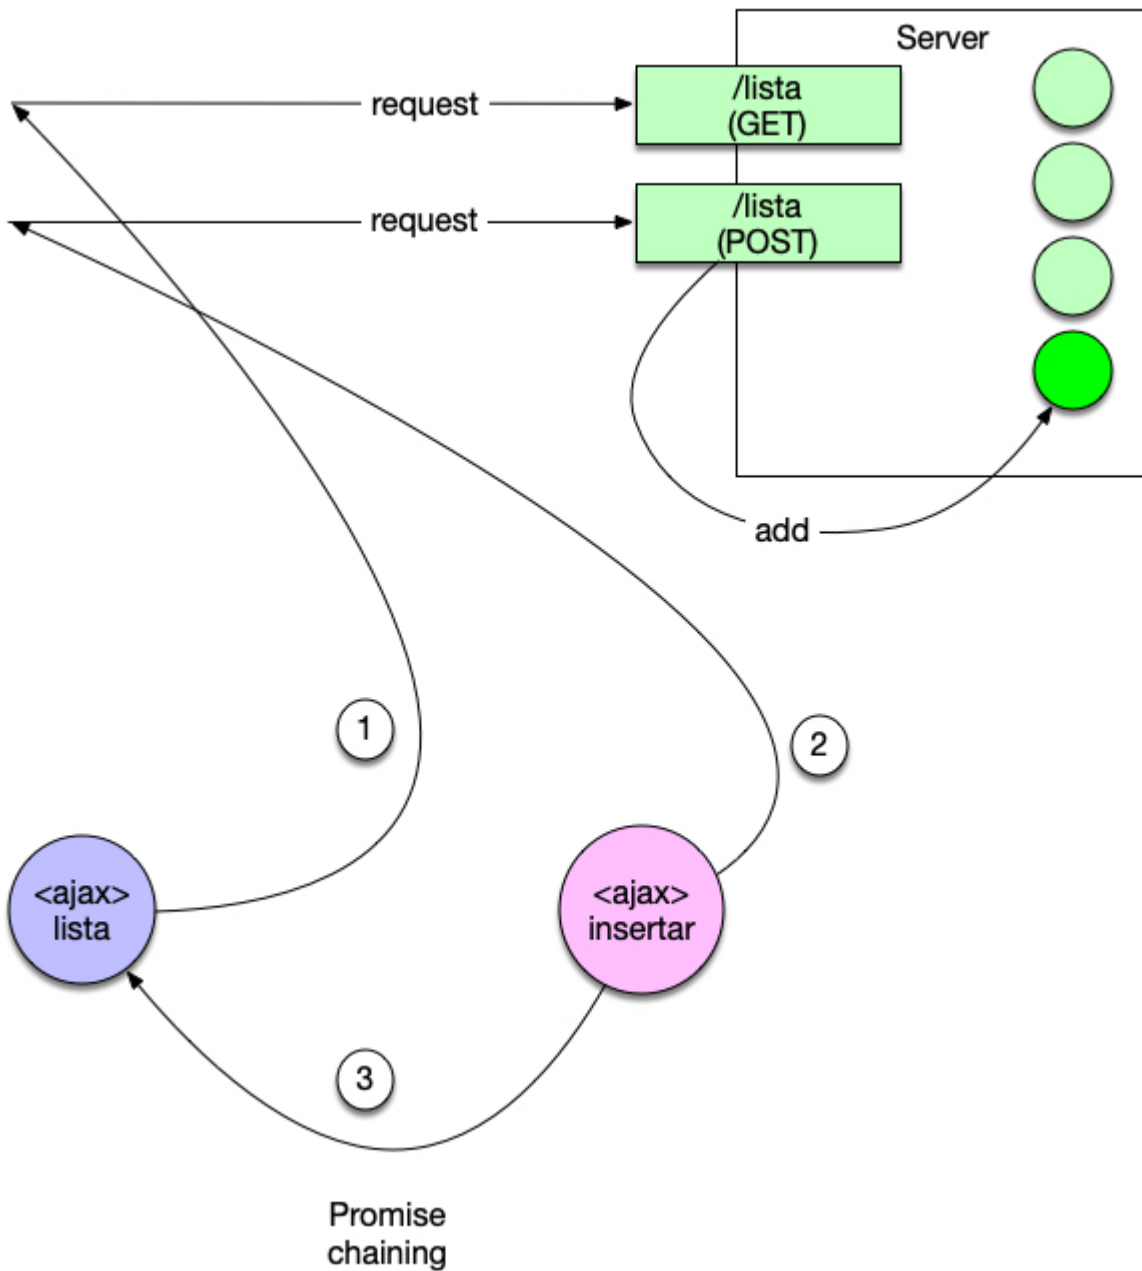 Server
request
/lista
(GET)
request
/lista
(POST)
add
1
2
<ajax>
lista
<ajax>
insertar
3
Promise
chaining